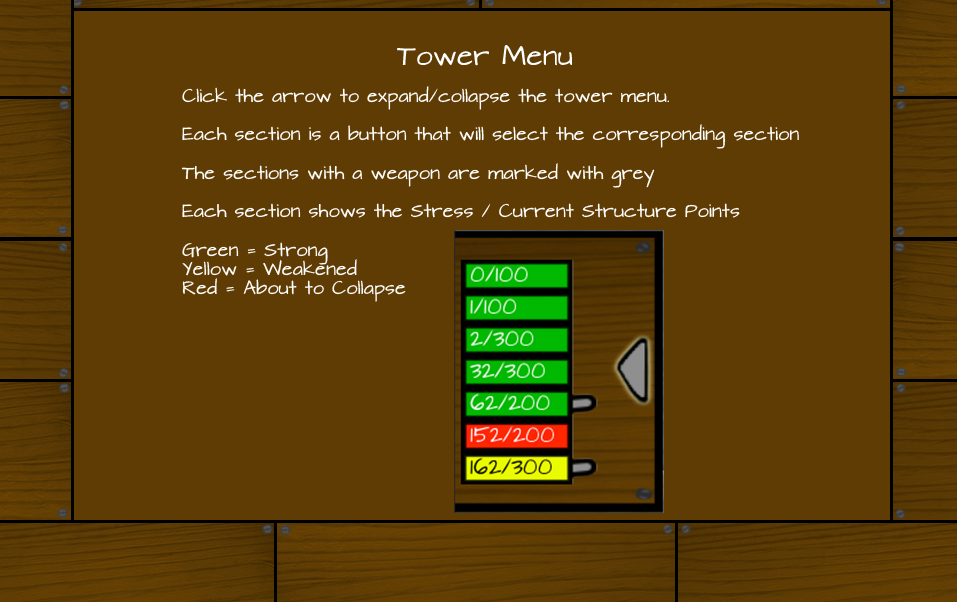 Tower Menu
Click the arrow to expand/collapse the tower menu.
Each section is a button that will select the corresponding section
The sections with a weapon are marked with grey
Each section shows the Stress / Current Structure Points
Green = Strong
Yellow = Weakened
Red = About to Collapse
0/100
1/100
2/300
32/300
62/200
152/200
162/300